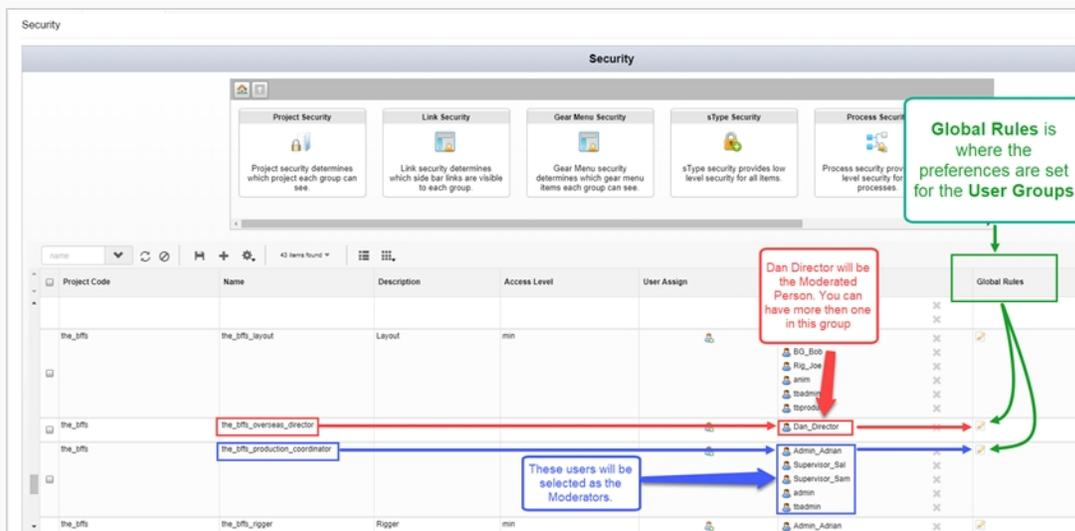 Security
Security
Project Security
Project security determines
which project each group can
see.
Link Security
Link security determines
which side bar links are visible
to each group.
Gear Menu Security
Gear Menu security
determines which gear menu
items each group can see.
sType Security
sType security provides low
level security for all items.
Process Securit
Process security prov
level security for
processes.
Global Rules is
where the
preferences are set
for the User Groups
name
43 items found
Project Code Name Description Access Level User Assign Global Rules
Dan Director will be
the Moderated
Person. You can
have more then one
in this group
the_bffs the_bffs_layout Layout min
BG_Bob
Rig_Joe
anim
tbadmin
tbprodu
the_bffs the_bffs_overseas_director Dan_Director
the_bffs the_bffs_production_coordinator Admin_Adrian
Supervisor_Sal
Supervisor_Sam
admin
tbadmin
These users will be
selected as the
Moderators.
the_bffs the_bffs_rigger Rigger min Admin_Adrian